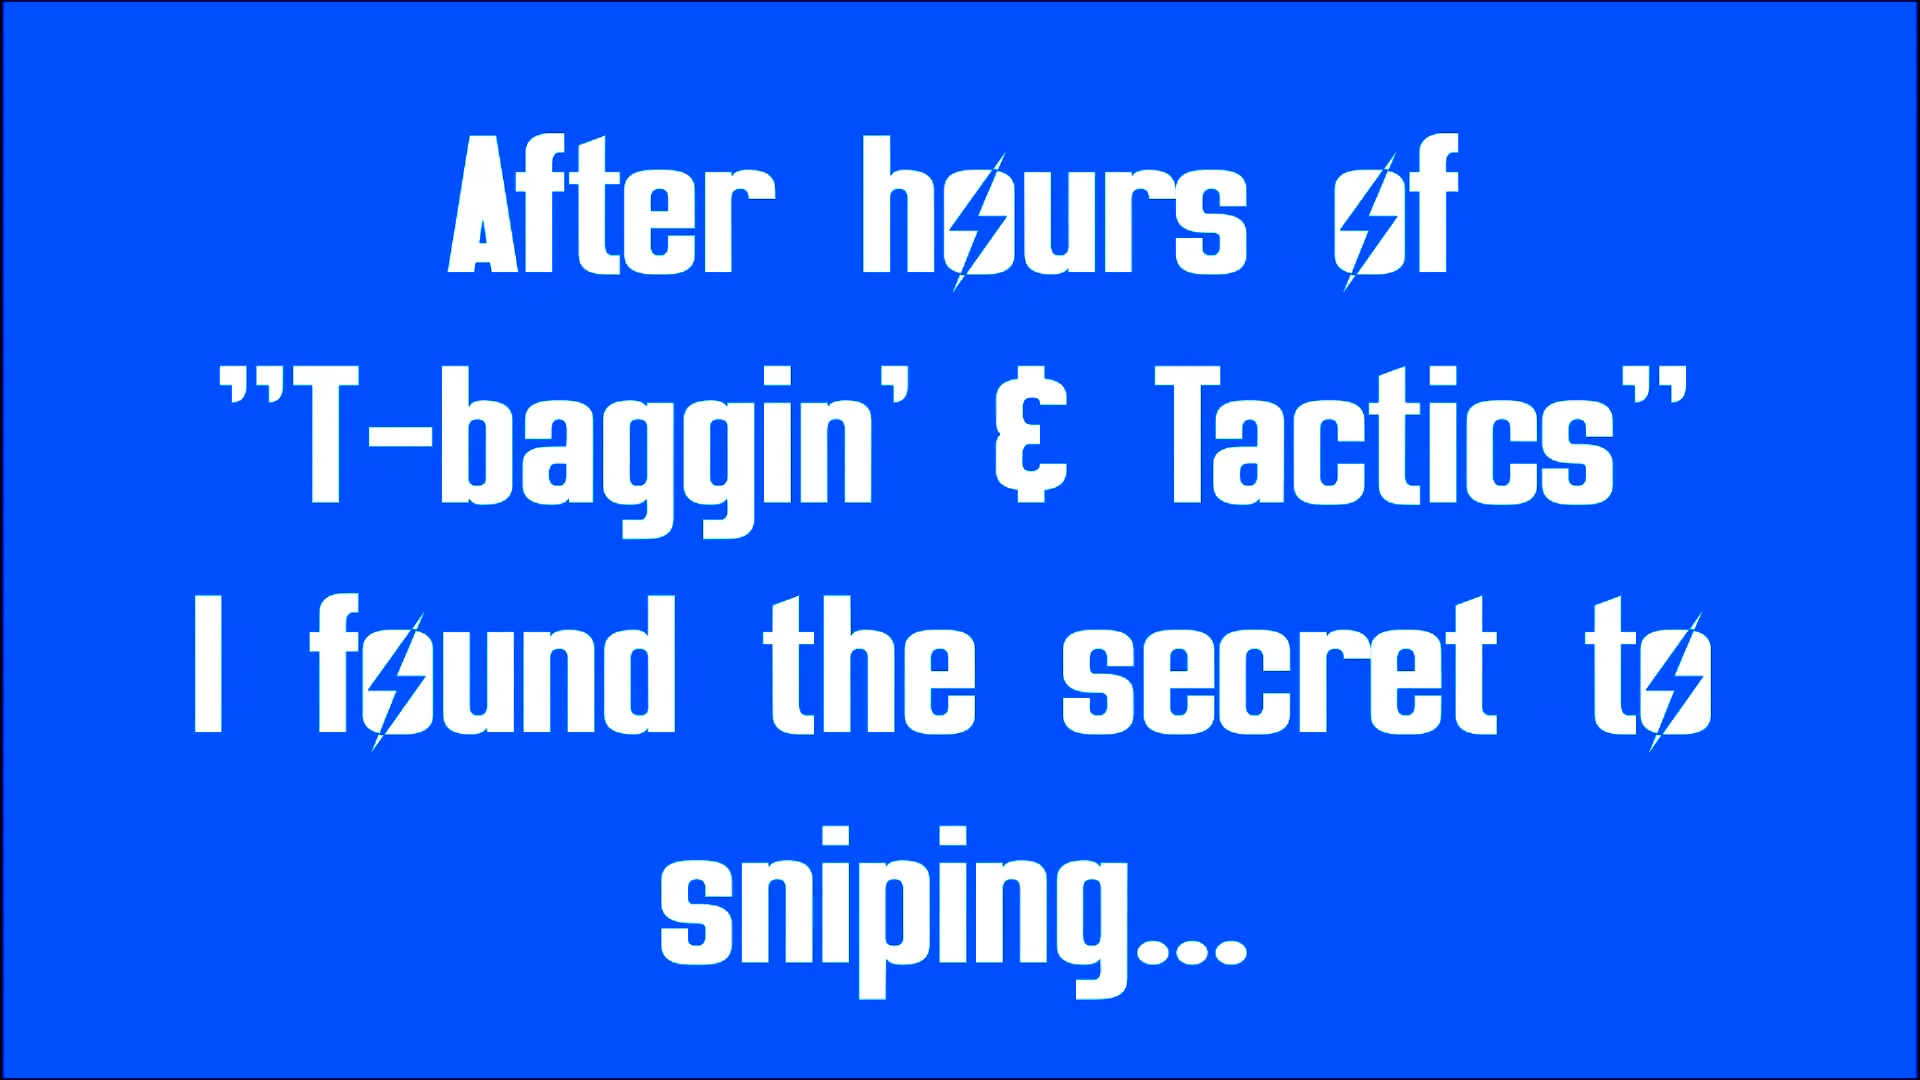 After hours of
”T-baggin’ & Tactics”
I found the secret to
sniping...